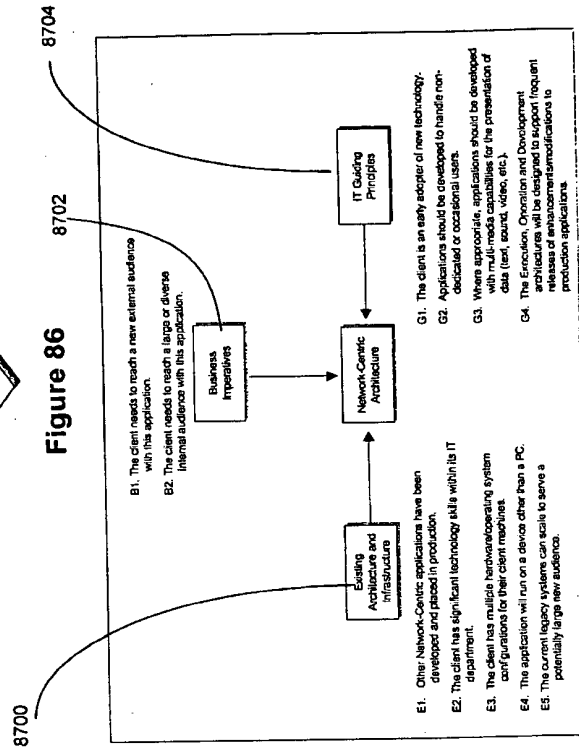 Figure 86
8700
8702
8704
B1. The client needs to reach a new external audience
with this application.
B2. The client needs to reach a large or diverse
internal audience with this application.
Business
Imperatives
Existing
Architecture and
Infrastructure
Network-Centric
Architecture
IT Guiding
Principles
E1. Other Network-Centric applications have been
developed and placed in production.
E2. The client has significant technology skills within its IT
department.
E3. The client has multiple hardware/operating system
configurations for their client machines.
E4. The application will run on a device other than a PC.
E5. The current legacy systems can scale to serve a
potentially large new audience.
G1. The client is an early adopter of new technology.
G2. Applications should be developed to handle non-
dedicated or occasional users.
G3. Where appropriate, applications should be developed
with multi-media capabilities for the presentation of
data (text, sound, video, etc.).
G4. The Execution, Operation and Development
architectures will be designed to support frequent
releases of enhancements/modifications to
production applications.